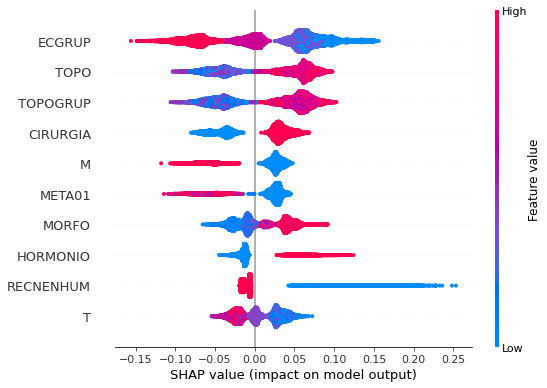 High
ECGRUP
TOPO
TOPOGRUP
CIRURGIA
M
META01
MORFO
HORMONIO
RECNENHUM
T
Feature value
Low
−0.15 −0.10 −0.05 0.00 0.05 0.10 0.15 0.20 0.25
SHAP value (impact on model output)